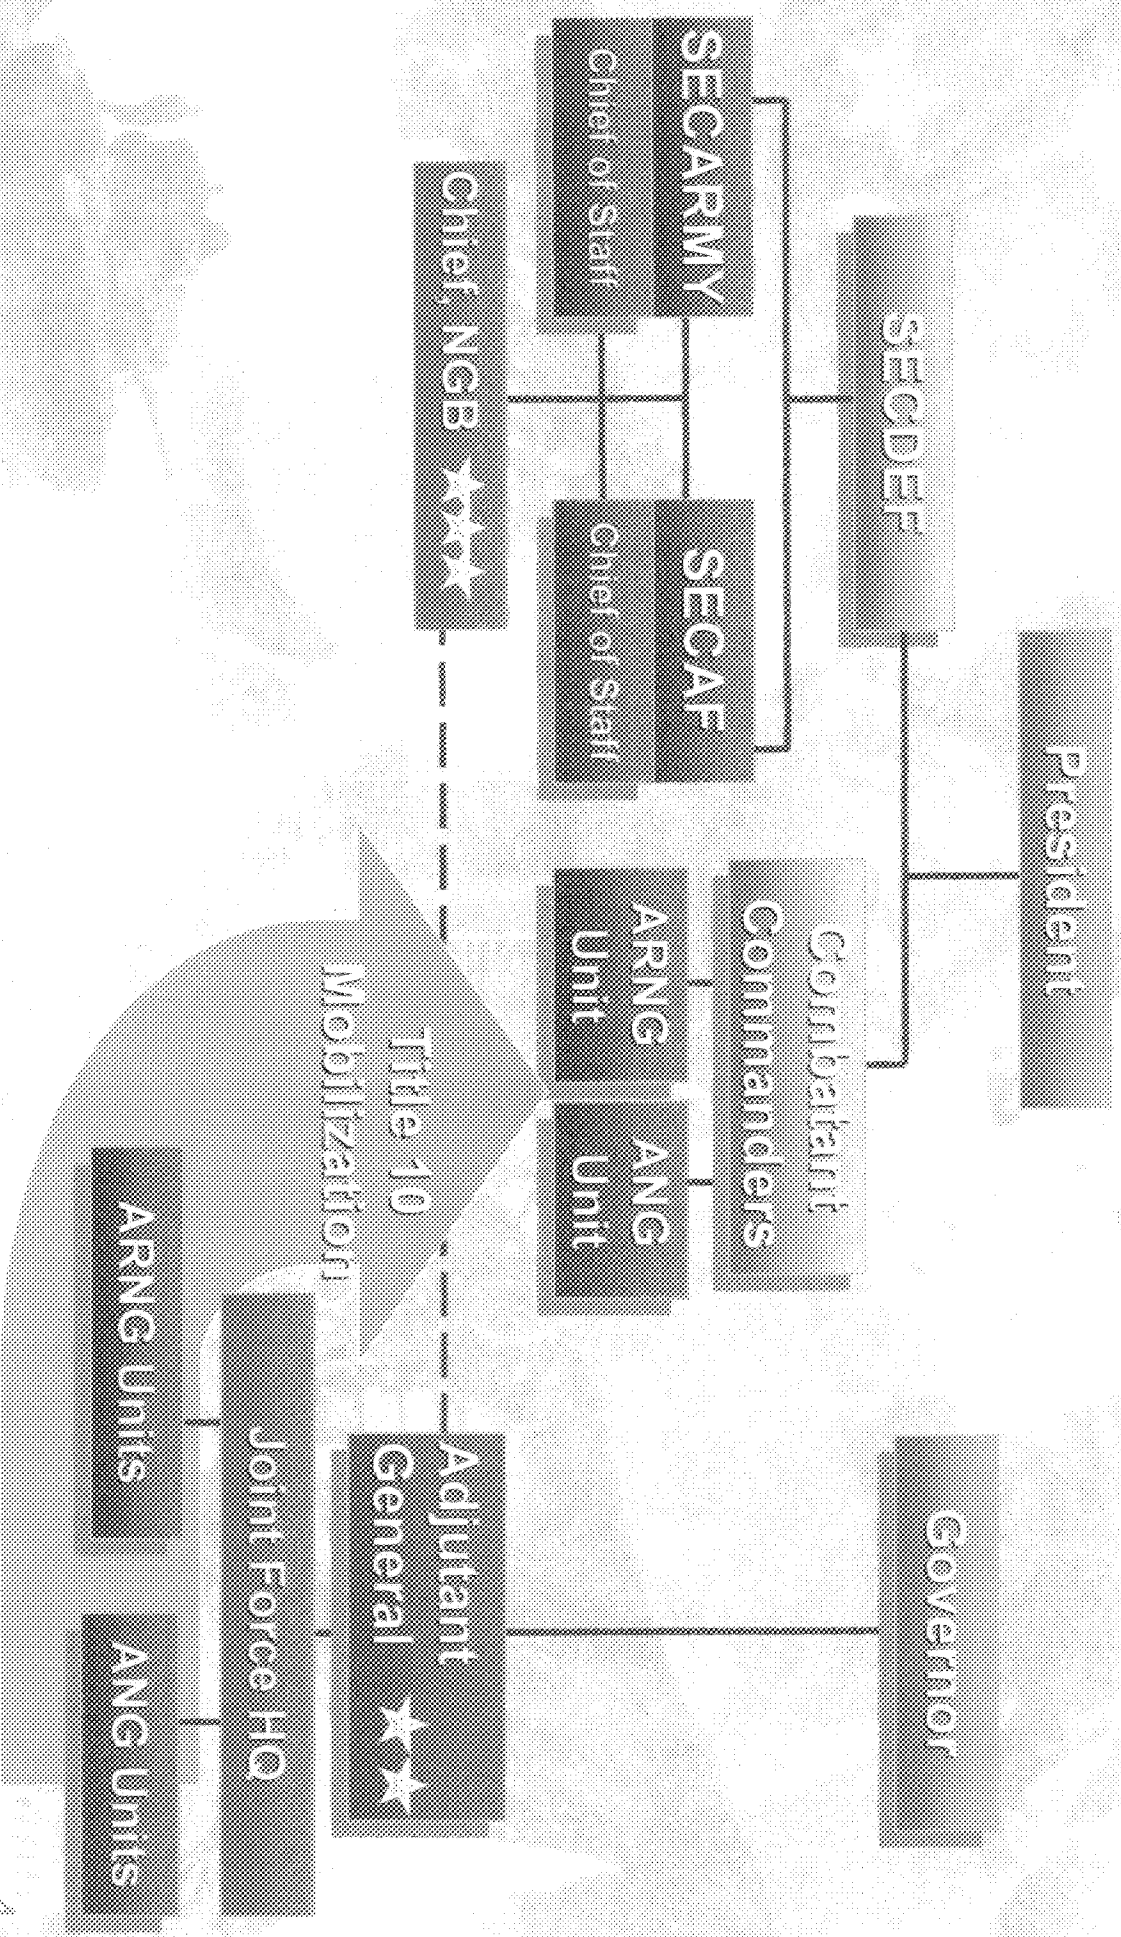 President
SECDEF
Governor
Combatant
Commanders
SECARMY
Chief of Staff
SECAF
Chief of Staff
ARNG
Unit
ANG
Unit
Chief, NGB
Adjutant
General
Title 10
Mobilization
Joint Force HQ
ARNG Units
ANG Units